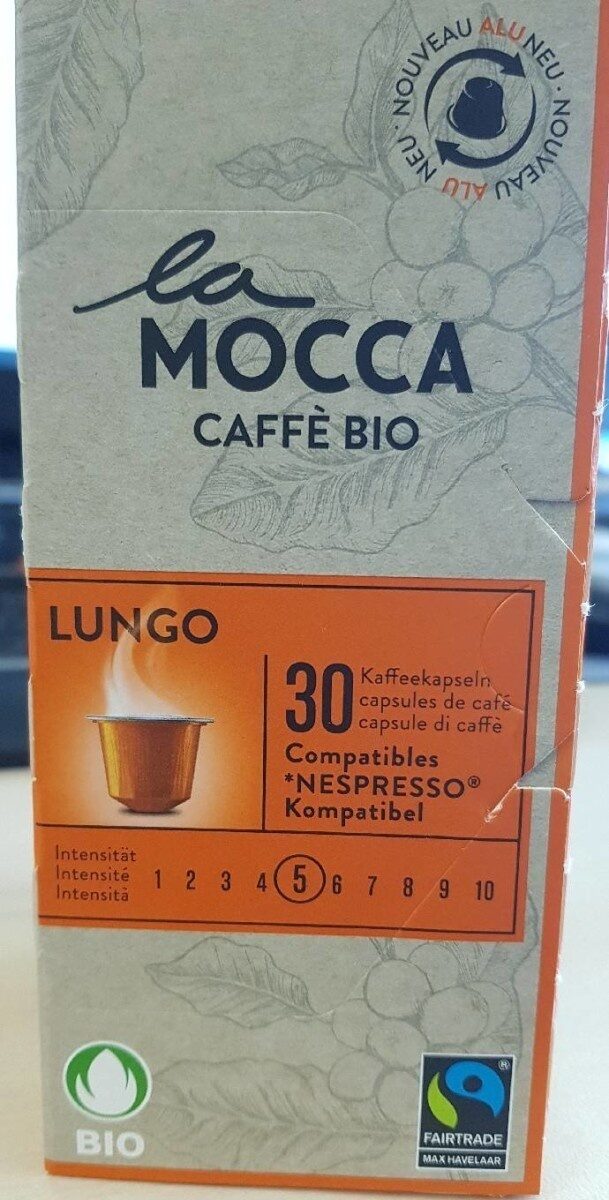 NOUVEAU ALU NEU · NOUVEAU ALU NEU ·
la
MOCCA
CAFFÈ BIO
LUNGO
30
Kaffeekapseln
capsules de café
capsule di caffè
Compatibles
*NESPRESSO®
Kompatibel
Intensität
Intensité
Intensità
1 2 3 4 5 6 7 8 9 10
BIO
®
FAIRTRADE
MAX HAVELAAR